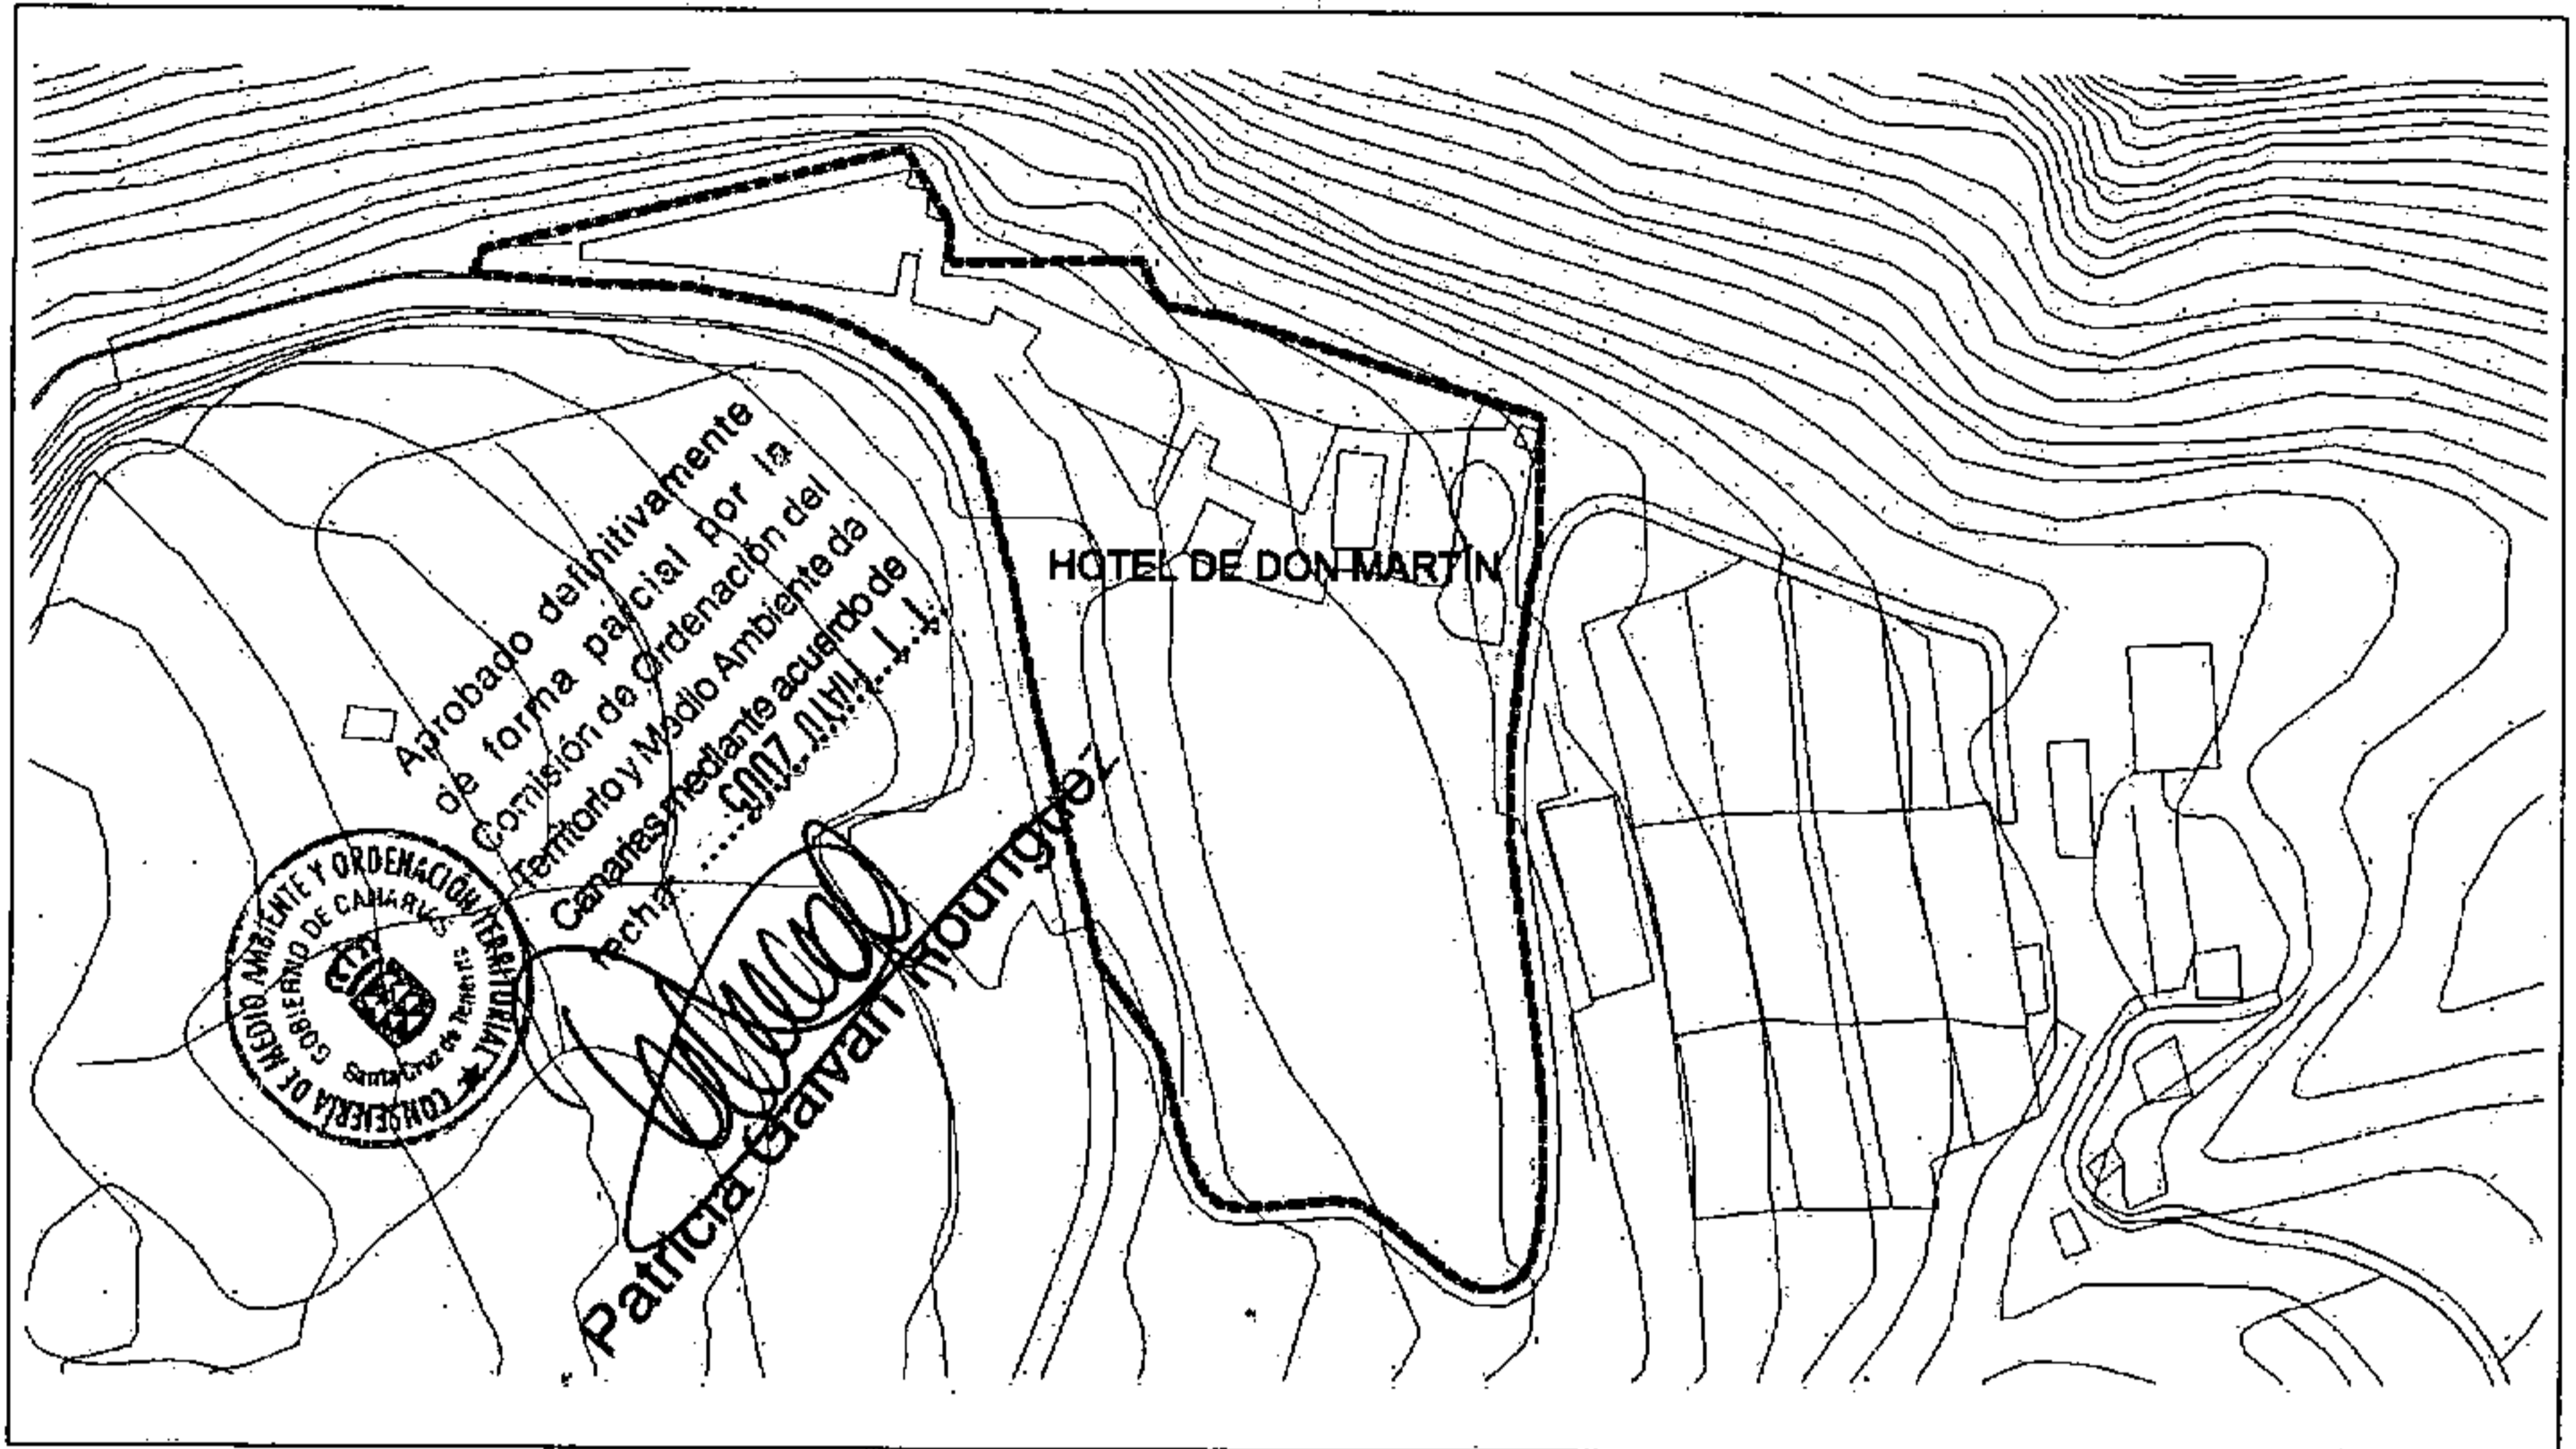 HOTEL DE DON MARTÍN
Aprobado definitivamente
de forma parcial por la
Comisión de Ordenación del
Territorio y Medio Ambiente da
Canarias mediante acuerdo de
fecha
CONSEJERÍA DE MEDIO AMBIENTE Y ORDENACIÓN TERRITORIAL
GOBIERNO DE CANARIAS
Santa Cruz de Tenerife
Patricia Galván